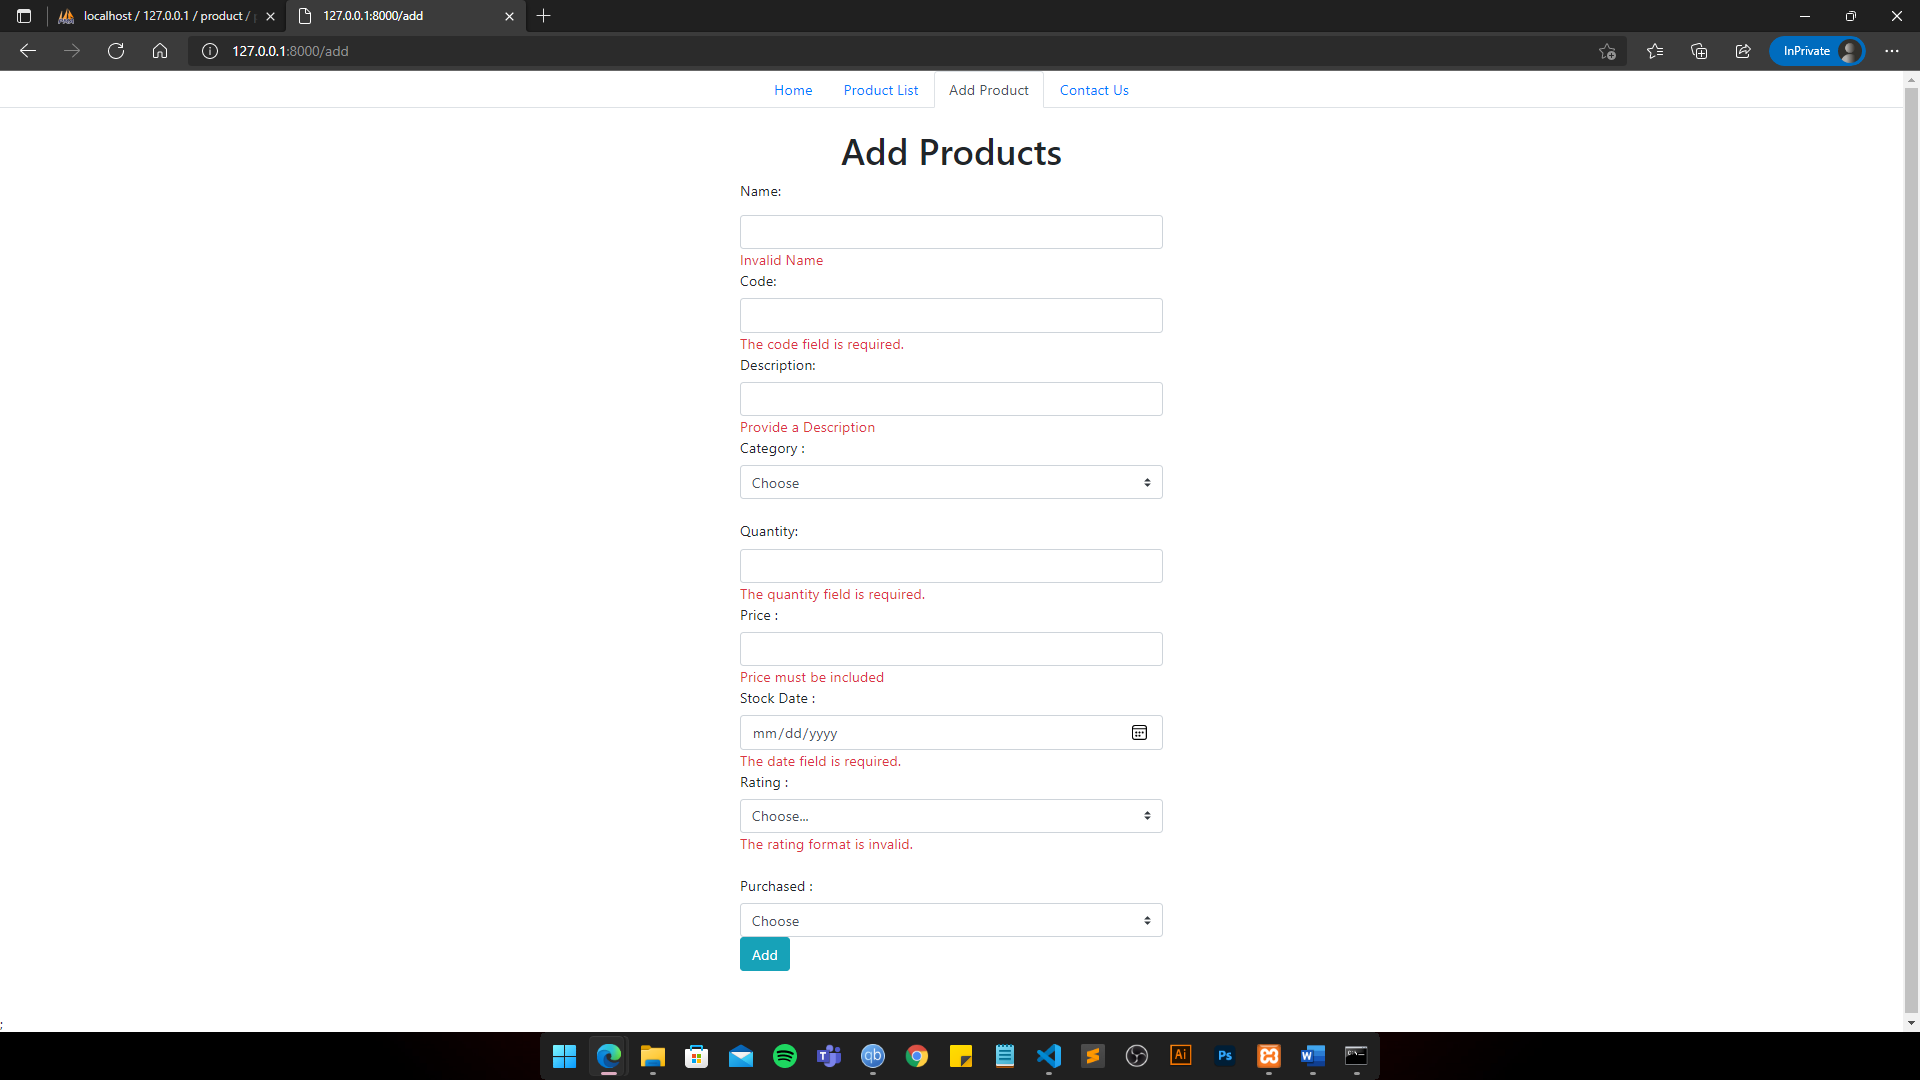 localhost / 127.0.0.1 / product /
127.0.0.1:8000/add
127.0.0.1:8000/add
InPrivate
Home
Product List
Add Product
Contact Us
Add Products
Name:
Invalid Name
Code:
The code field is required.
Description:
Provide a Description
Category :
Choose
Quantity:
The quantity field is required.
Price :
Price must be included
Stock Date :
mm/dd/yyyy
The date field is required.
Rating :
Choose...
The rating format is invalid.
Purchased :
Choose
Add
;
qb
Ai
Ps
W